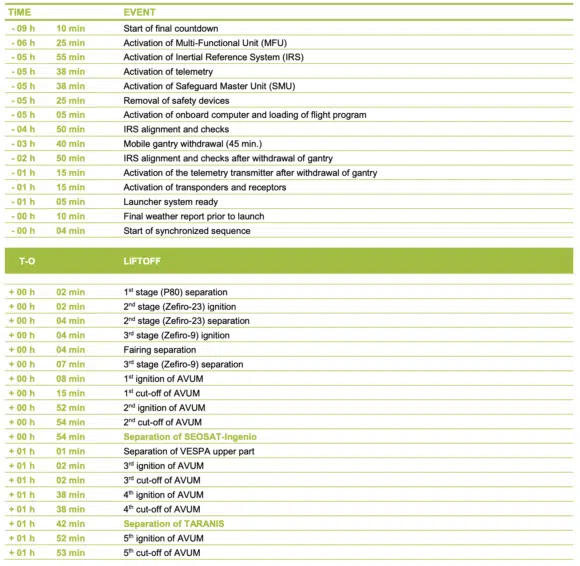 TIME EVENT
- 09 h 10 min Start of final countdown
- 06 h 25 min Activation of Multi-Functional Unit (MFU)
- 05 h 55 min Activation of Inertial Reference System (IRS)
- 05 h 38 min Activation of telemetry
- 05 h 38 min Activation of Safeguard Master Unit (SMU)
- 05 h 25 min Removal of safety devices
- 05 h 05 min Activation of onboard computer and loading of flight program
- 04 h 50 min IRS alignment and checks
- 03 h 40 min Mobile gantry withdrawal (45 min.)
- 02 h 50 min IRS alignment and checks after withdrawal of gantry
- 01 h 15 min Activation of the telemetry transmitter after withdrawal of gantry
- 01 h 15 min Activation of transponders and receptors
- 01 h 05 min Launcher system ready
- 00 h 10 min Final weather report prior to launch
- 00 h 04 min Start of synchronized sequence
T-O LIFTOFF
+ 00 h 02 min 1st stage (P80) separation
+ 00 h 02 min 2nd stage (Zefiro-23) ignition
+ 00 h 04 min 2nd stage (Zefiro-23) separation
+ 00 h 04 min 3rd stage (Zefiro-9) ignition
+ 00 h 04 min Fairing separation
+ 00 h 07 min 3rd stage (Zefiro-9) separation
+ 00 h 08 min 1st ignition of AVUM
+ 00 h 15 min 1st cut-off of AVUM
+ 00 h 52 min 2nd ignition of AVUM
+ 00 h 54 min 2nd cut-off of AVUM
+ 00 h 54 min Separation of SEOSAT-Ingenio
+ 01 h 01 min Separation of VESPA upper part
+ 01 h 02 min 3rd ignition of AVUM
+ 01 h 02 min 3rd cut-off of AVUM
+ 01 h 38 min 4th ignition of AVUM
+ 01 h 38 min 4th cut-off of AVUM
+ 01 h 42 min Separation of TARANIS
+ 01 h 52 min 5th ignition of AVUM
+ 01 h 53 min 5th cut-off of AVUM